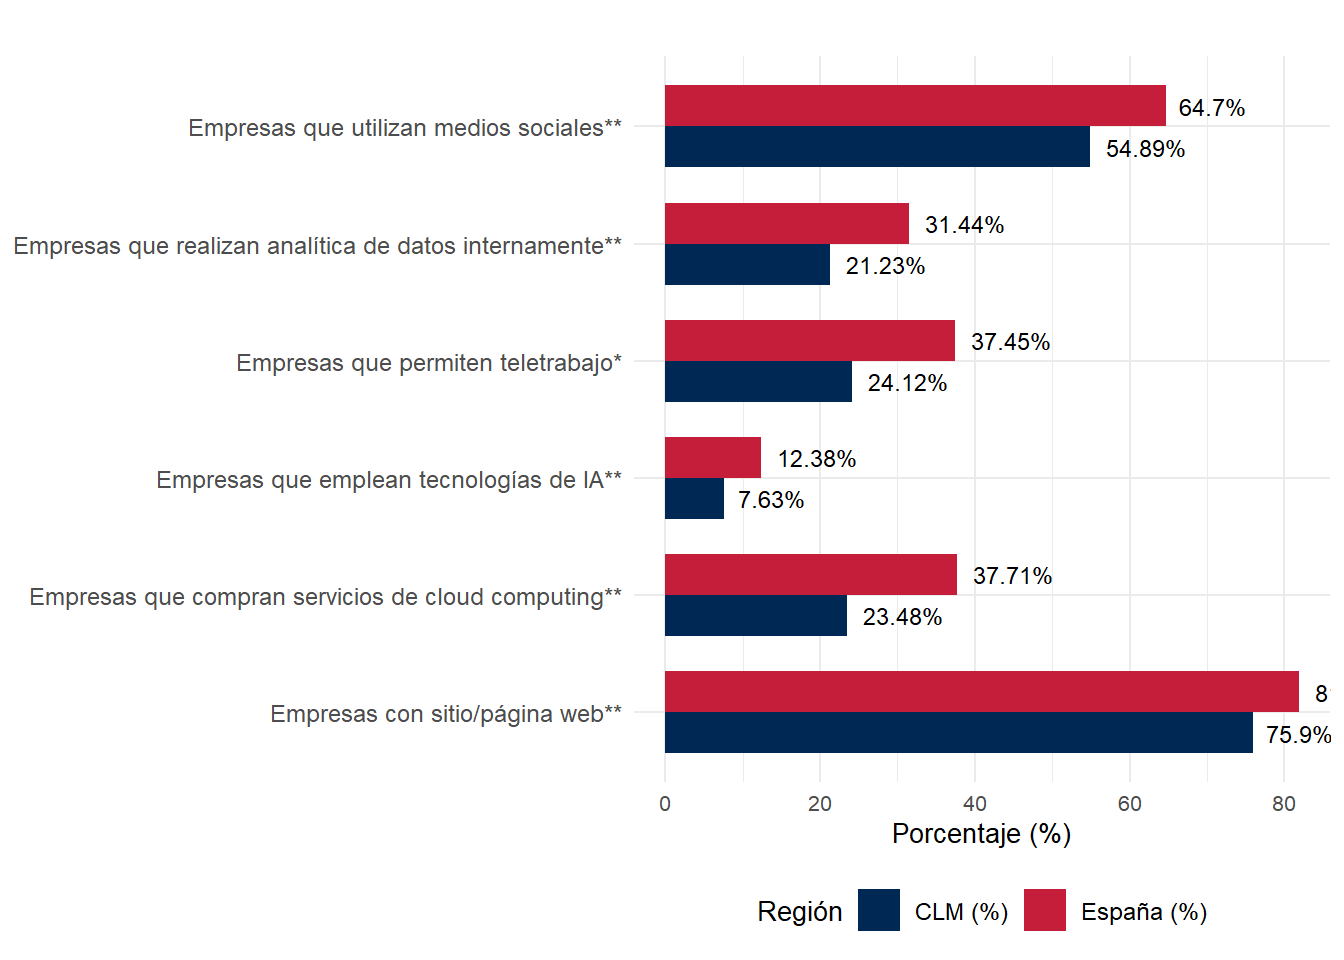 Empresas que utilizan medios sociales**
64.7%
54.89%
Empresas que realizan analítica de datos internamente**
31.44%
21.23%
Empresas que permiten teletrabajo*
37.45%
24.12%
Empresas que emplean tecnologías de IA**
12.38%
7.63%
Empresas que compran servicios de cloud computing**
37.71%
23.48%
Empresas con sitio/página web**
75.9%
0 20 40 60 80
Porcentaje (%)
Región CLM (%) España (%)